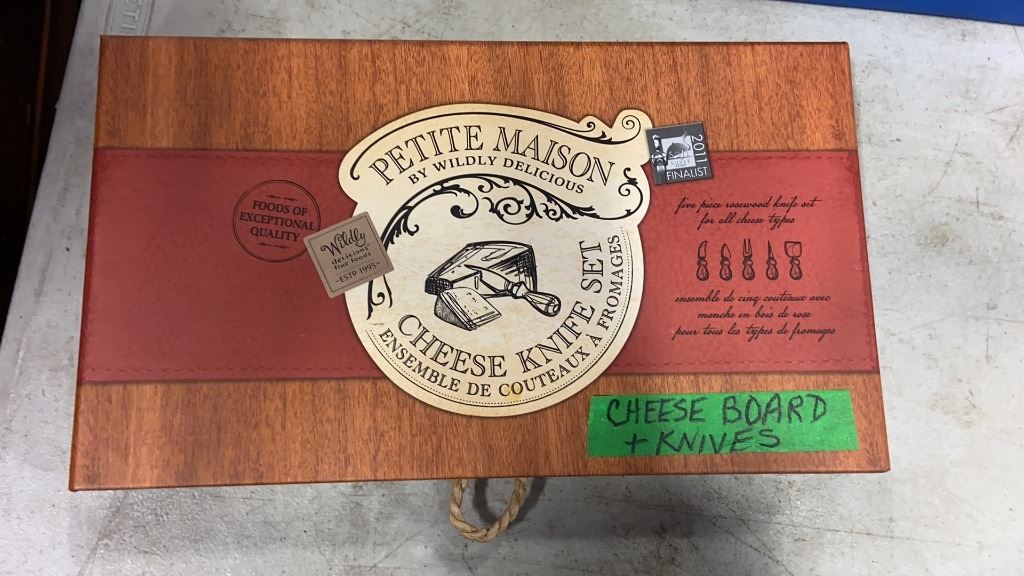 PETITE MAISON
BY WILDLY DELICIOUS
2011
FINALIST
FOODS OF
EXCEPTIONAL
QUALITY
Wildly
delicious
fine foods
~ESTD 1995~
CHEESE KNIFE SET
ENSEMBLE DE COUTEAUX À FROMAGES
five piece rosewood knife set
for all cheese types
ensemble de cinq couteaux avec
manche en bois de rose
pour tous les types de fromages
CHEESE BOARD
+ KNIVES